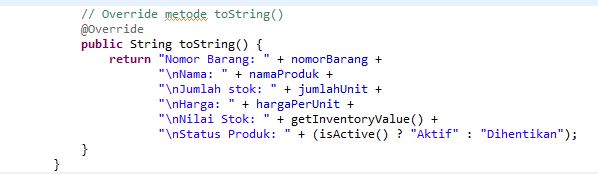 // Override metode toString()
@Override
public String toString() {
return "Nomor Barang: " + nomorBarang +
"\nNama: " + namaProduk +
"\nJumlah stok: " + jumlahUnit +
"\nHarga: " + hargaPerUnit +
"\nNilai Stok: " + getInventoryValue() +
"\nStatus Produk: " + (isActive() ? "Aktif" : "Dihentikan");
}
}